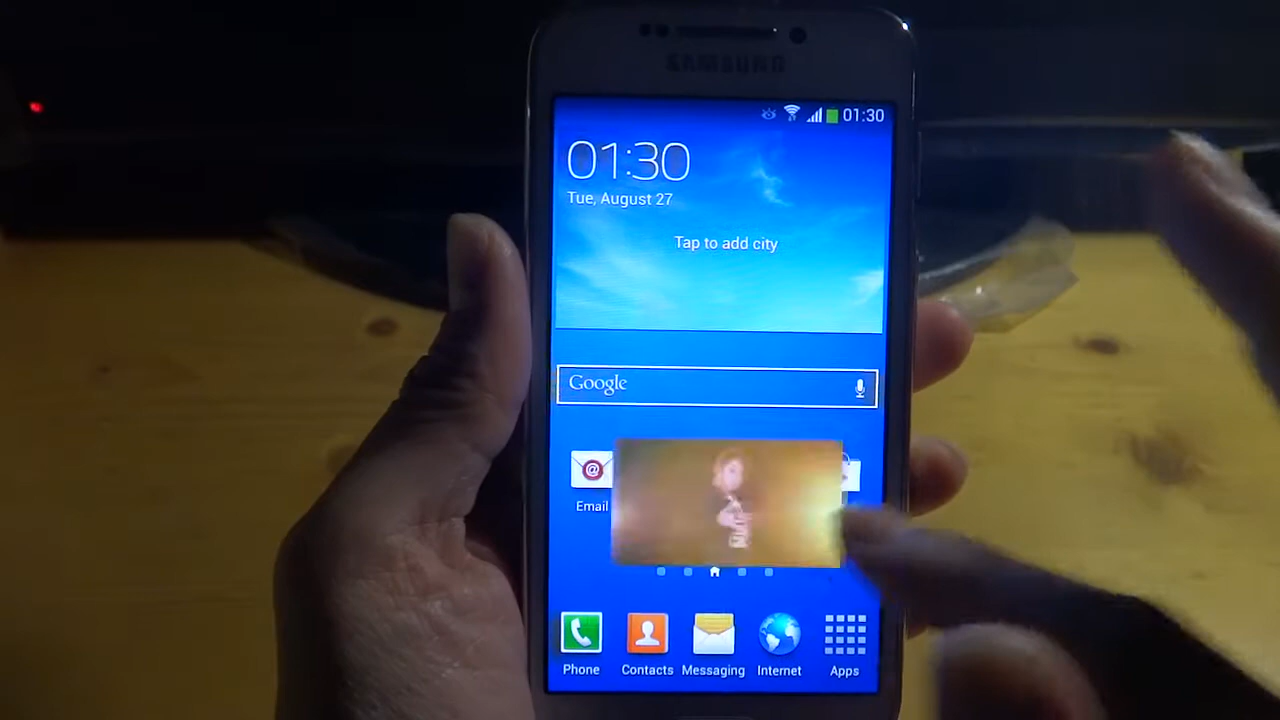 SAMSUNG
01:30
01:30
Tue, August 27
Tap to add city
Google
@
Email
Phone
Contacts
Messaging
Internet
Apps